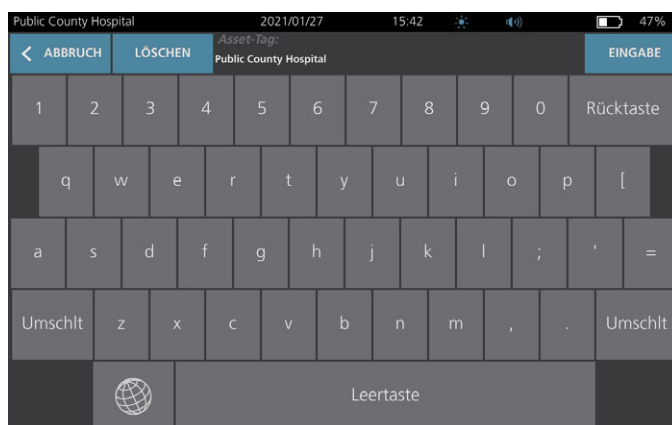 Public County Hospital 2021/01/27 15:42 47%
ABBRUCH LÖSCHEN Asset-Tag: EINGABE
Public County Hospital
1 2 3 4 5 6 7 8 9 0 Rücktaste
q w e r t y u i o p [
a s d f g h j k l ; ' =
Umschlt z x c v b n m , . Umschlt
Leertaste